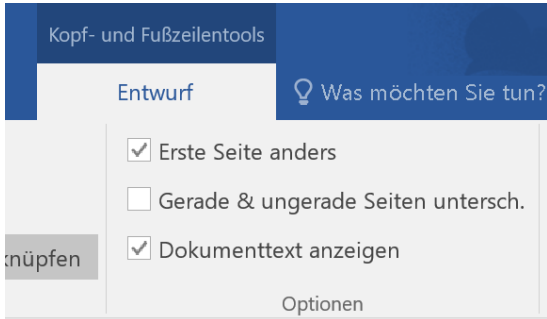 Kopf- und Fußzeilentools
Entwurf
Was möchten Sie tun?
Erste Seite anders
Gerade & ungerade Seiten untersch.
Dokumenttext anzeigen
knüpfen
Optionen